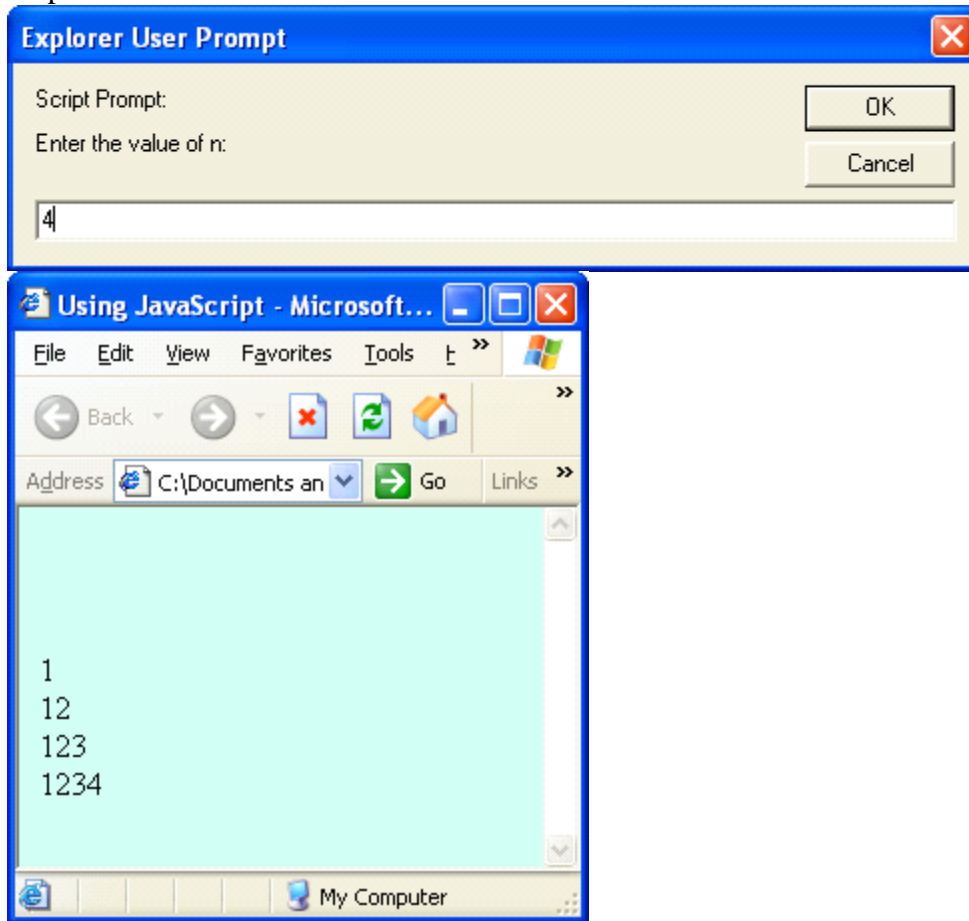 Explorer User Prompt
Script Prompt:
OK
Enter the value of n:
Cancel
4
Using JavaScript - Microsoft...
File Edit View Favorites Tools »
Back »
Address C:\Documents an Go Links »
1
12
123
1234
My Computer